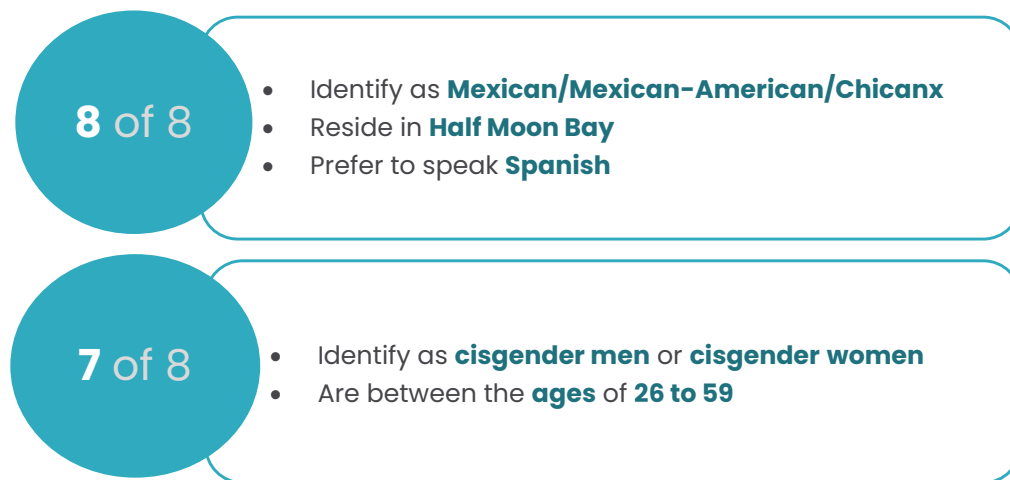 8 of 8
• Identify as Mexican/Mexican-American/Chicanx
• Reside in Half Moon Bay
• Prefer to speak Spanish
7 of 8
• Identify as cisgender men or cisgender women
• Are between the ages of 26 to 59